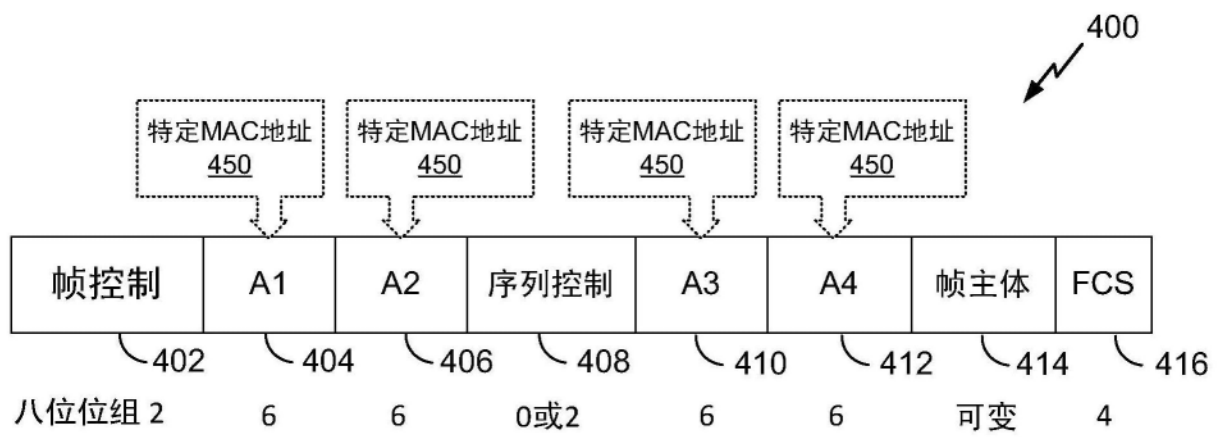 400
特定MAC地址 特定MAC地址 特定MAC地址 特定MAC地址
450 450 450 450
帧控制 A1 A2 序列控制 A3 A4 帧主体 FCS
402 404 406 408 410 412 414 416
八位位组 2 6 6 0或2 6 6 可变 4